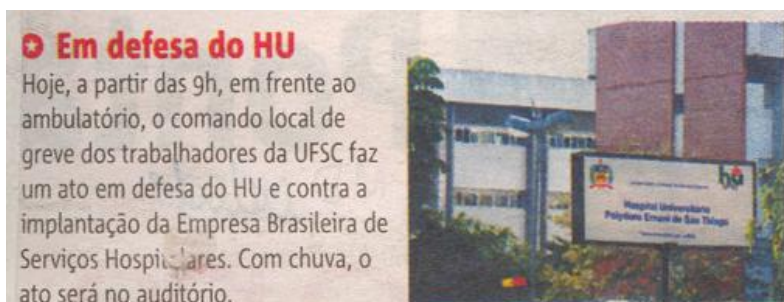 Em defesa do HU
Hoje, a partir das 9h, em frente ao
ambulatório, o comando local de
greve dos trabalhadores da UFSC faz
um ato em defesa do HU e contra a
implantação da Empresa Brasileira de
Serviços Hospitalares. Com chuva, o
ato será no auditório.
hu
Hospital Universitário
Polydoro Ernani de São Thiago